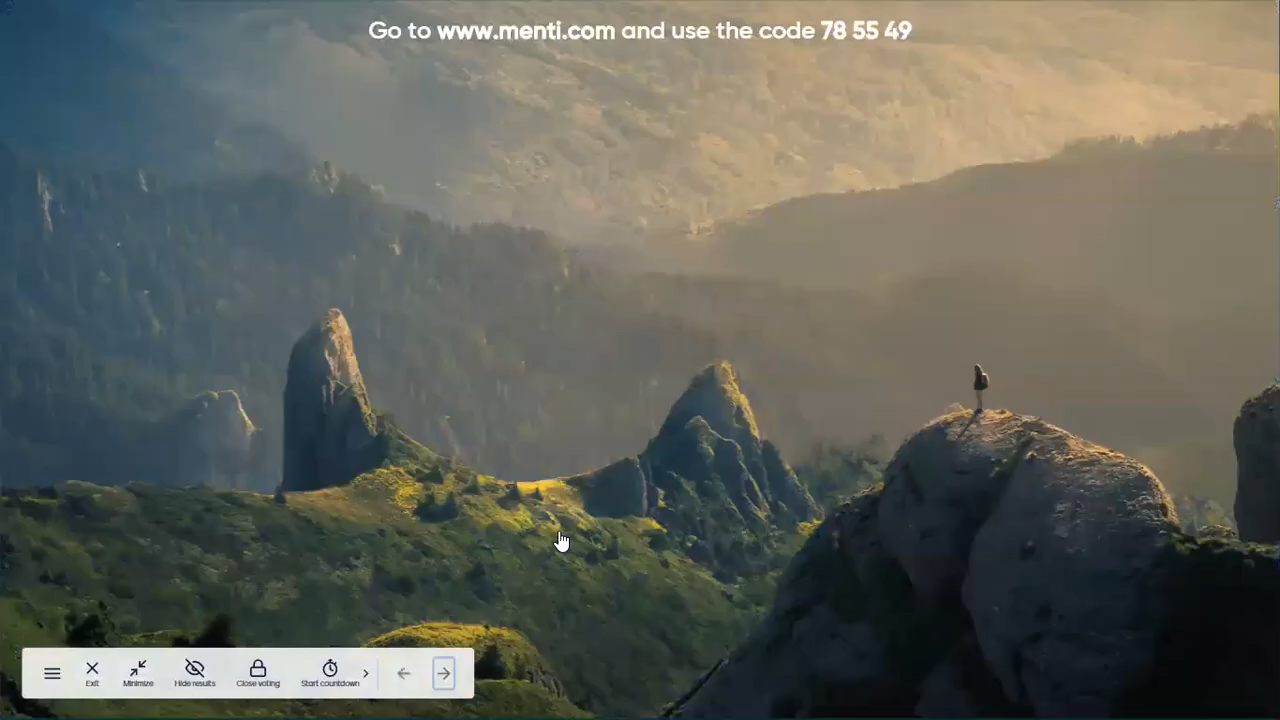 Go to www.menti.com and use the code 78 55 49
Exit
Minimize
Hide results
Close voting
Start countdown